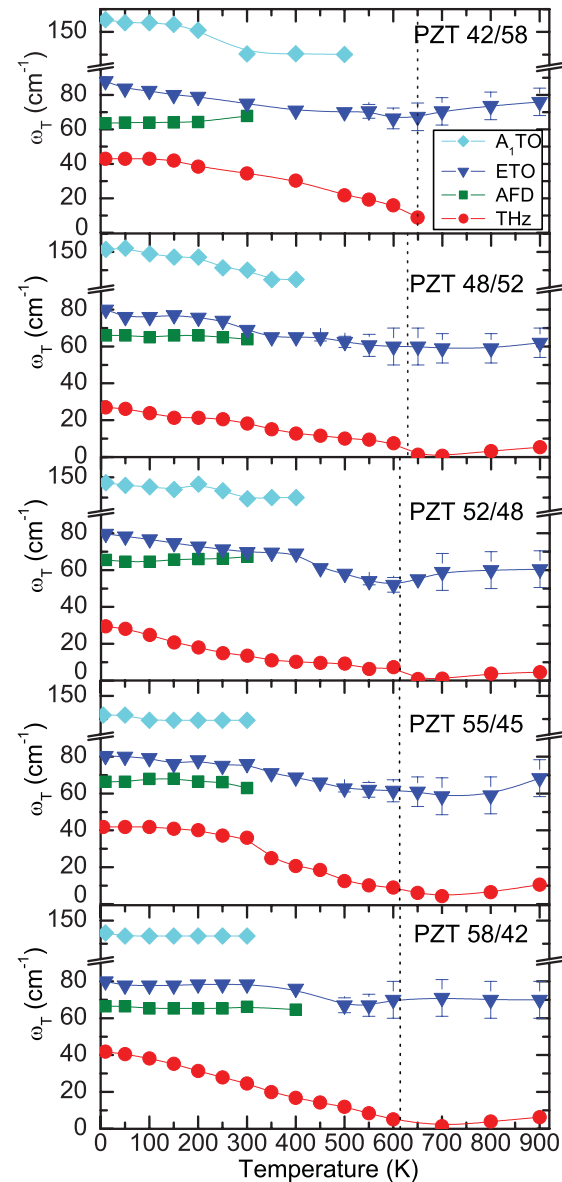 PZT 42/58
150
80
60
40
20
0
ω_T (cm⁻¹)
A₁TO
ETO
AFD
THz
PZT 48/52
150
80
60
40
20
0
ω_T (cm⁻¹)
PZT 52/48
150
80
60
40
20
0
ω_T (cm⁻¹)
PZT 55/45
150
80
60
40
20
0
ω_T (cm⁻¹)
PZT 58/42
150
80
60
40
20
0
ω_T (cm⁻¹)
0 100 200 300 400 500 600 700 800 900
Temperature (K)